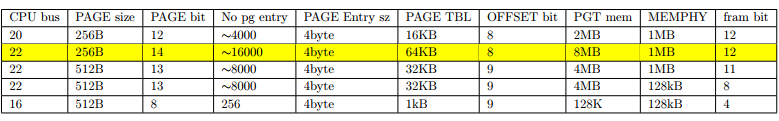 CPU bus PAGE size PAGE bit No pg entry PAGE Entry sz PAGE TBL OFFSET bit PGT mem MEMPHY fram bit
20 256B 12 ~4000 4byte 16KB 8 2MB 1MB 12
22 256B 14 ~16000 4byte 64KB 8 8MB 1MB 12
22 512B 13 ~8000 4byte 32KB 9 4MB 1MB 11
22 512B 13 ~8000 4byte 32KB 9 4MB 128kB 8
16 512B 8 256 4byte 1kB 9 128K 128kB 4